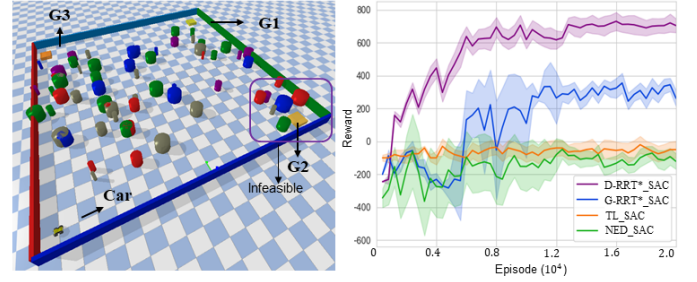 G3
G1
G2
Infeasible
Car
800
600
400
200
0
-200
-400
-600
Reward
0
0.4
0.8
1.2
1.6
2.0
Episode (10⁴)
D-RRT*_SAC
G-RRT*_SAC
TL_SAC
NED_SAC